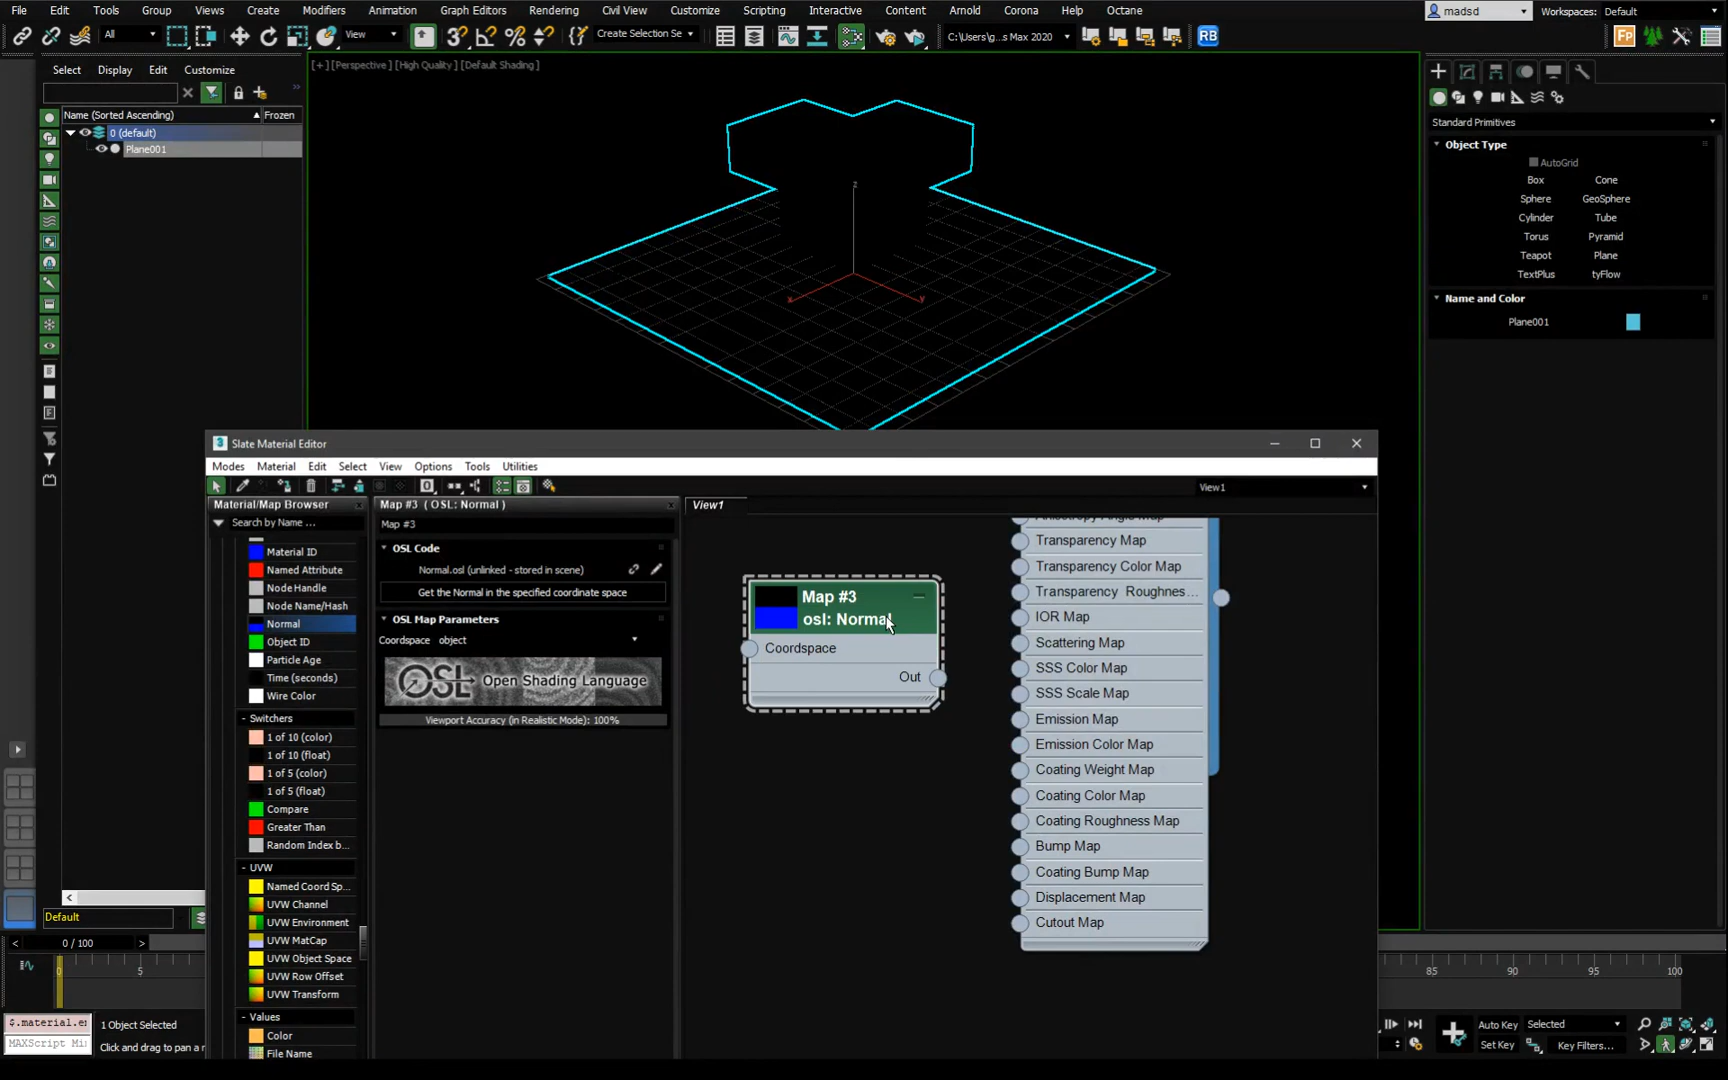 File Edit Tools Group Views Create Modifiers Animation Graph Editors Rendering Civil View Customize Scripting Interactive Content Arnold Corona Help Octane
madsd
Workspaces: Default
All
View
Create Selection Se
C:\Users\g...s Max 2020
RB
Fp
Select Display Edit Customize
[+] [Perspective] [High Quality] [Default Shading]
Name (Sorted Ascending)
Frozen
0 (default)
Plane001
z
x
y
Standard Primitives
Object Type
AutoGrid
Box Cone
Sphere GeoSphere
Cylinder Tube
Torus Pyramid
Teapot Plane
TextPlus tyFlow
Name and Color
Plane001
3 Slate Material Editor
Modes Material Edit Select View Options Tools Utilities
View1
Material/Map Browser
Search by Name ...
Material ID
Named Attribute
Node Handle
Node Name/Hash
Normal
Object ID
Particle Age
Time (seconds)
Wire Color
- Switchers
1 of 10 (color)
1 of 10 (float)
1 of 5 (color)
1 of 5 (float)
Compare
Greater Than
Random Index b...
- UVW
Named Coord Sp...
UVW Channel
UVW Environment
UVW MatCap
UVW Object Space
UVW Row Offset
UVW Transform
- Values
Color
File Name
Map #3 ( OSL: Normal )
Map #3
OSL Code
Normal.osl (unlinked - stored in scene)
Get the Normal in the specified coordinate space
OSL Map Parameters
Coordspace object
OSL Open Shading Language
Viewport Accuracy (in Realistic Mode): 100%
View1
Map #3
osl: Normal
Coordspace
Out
Transparency Map
Transparency Color Map
Transparency Roughnes...
IOR Map
Scattering Map
SSS Color Map
SSS Scale Map
Emission Map
Emission Color Map
Coating Weight Map
Coating Color Map
Coating Roughness Map
Bump Map
Coating Bump Map
Displacement Map
Cutout Map
Default
< 0 / 100 >
0 5 85 90 95 100
$.material.e
1 Object Selected
MAXScript Mi
Click and drag to pan a
Auto Key Selected
Set Key Key Filters...